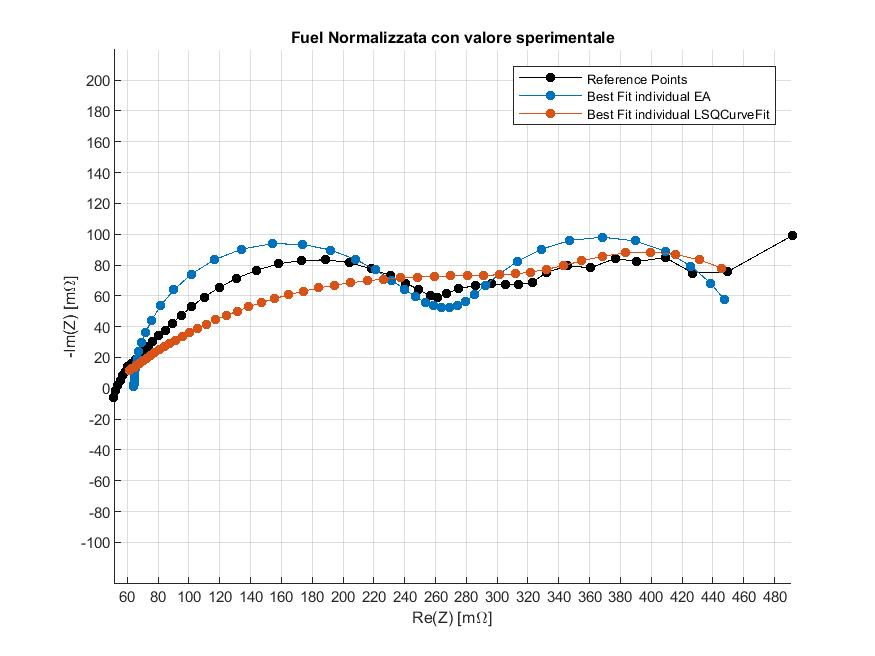 Fuel Normalizzata con valore sperimentale
Reference Points
Best Fit individual EA
Best Fit individual LSQCurveFit
200
180
160
140
120
100
80
60
40
20
0
-20
-40
-60
-80
-100
-Im(Z) [mΩ]
60 80 100 120 140 160 180 200 220 240 260 280 300 320 340 360 380 400 420 440 460 480
Re(Z) [mΩ]